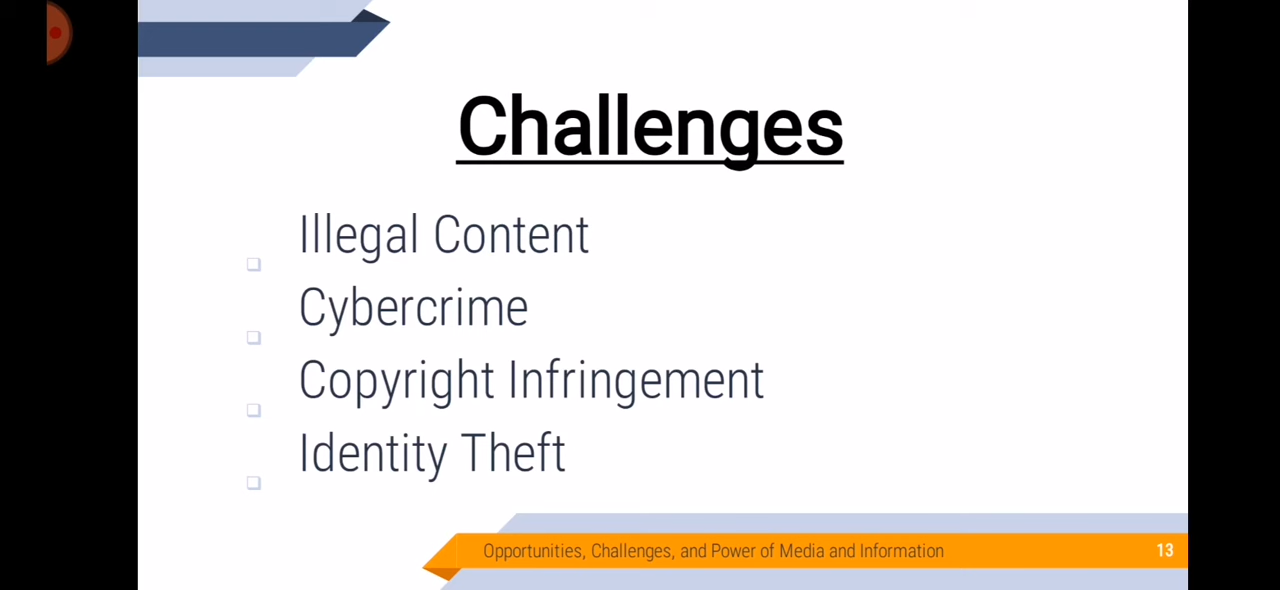 Challenges
Illegal Content
Cybercrime
Copyright Infringement
Identity Theft
Opportunities, Challenges, and Power of Media and Information
13